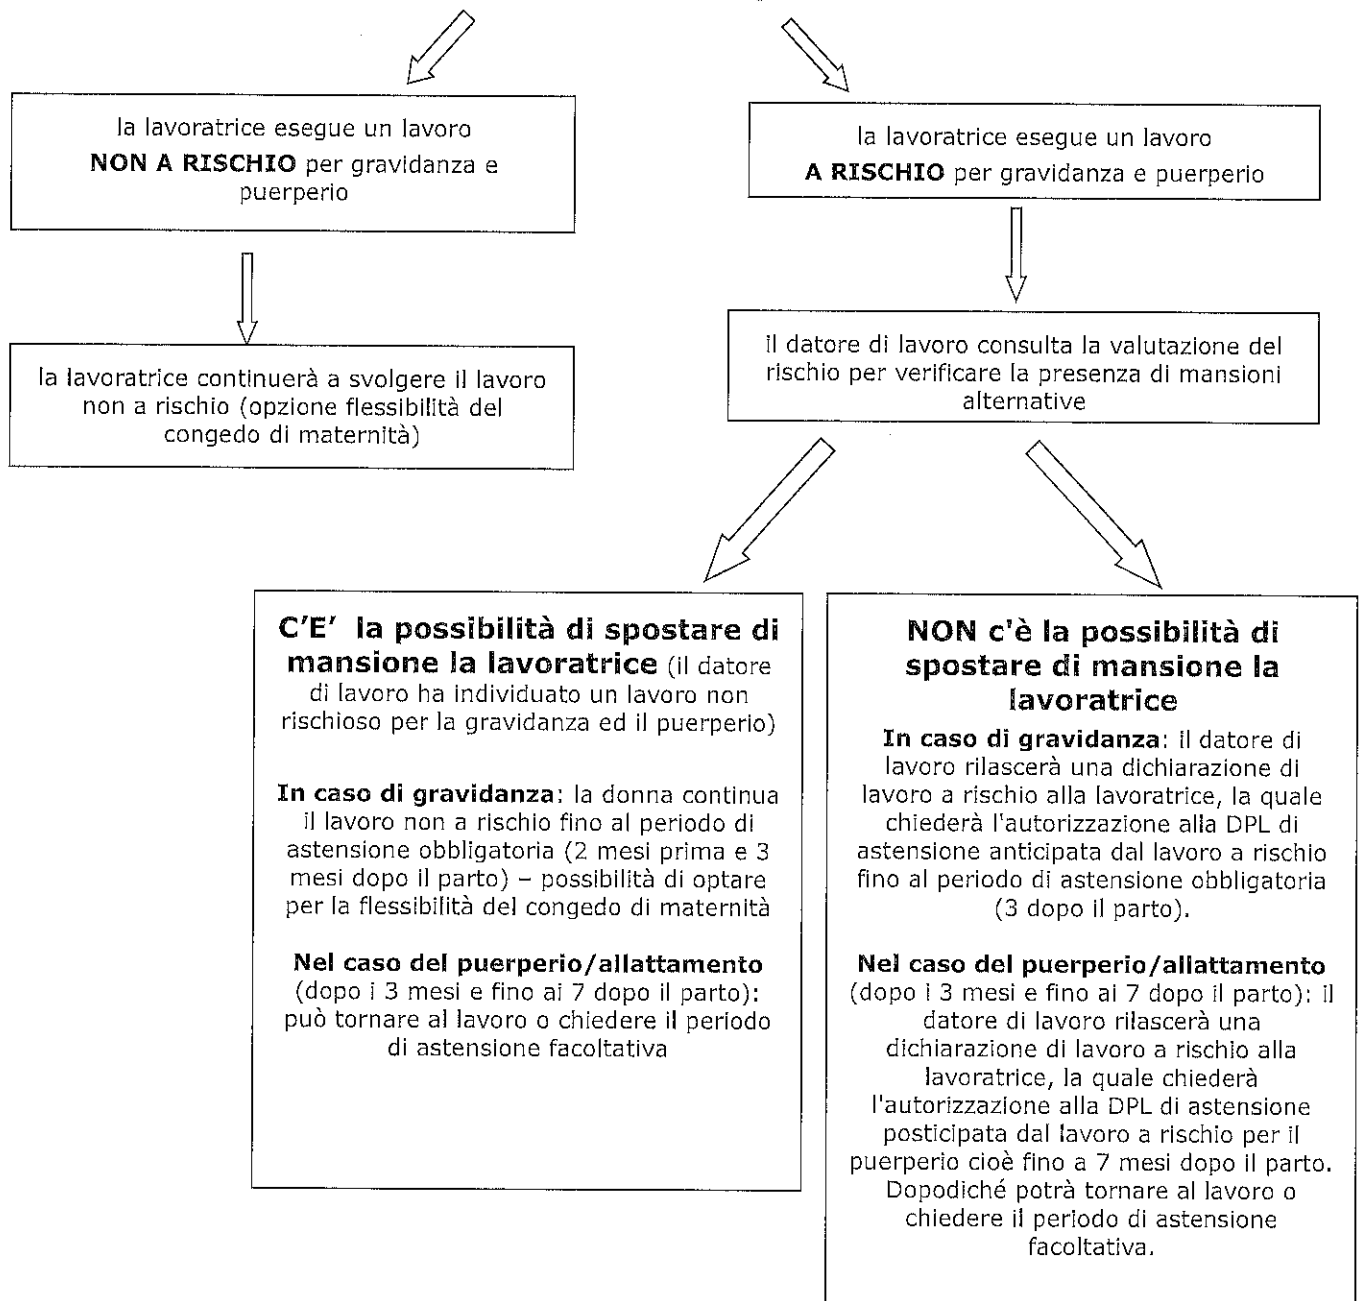 la lavoratrice esegue un lavoro
NON A RISCHIO per gravidanza e
puerperio
la lavoratrice esegue un lavoro
A RISCHIO per gravidanza e puerperio
la lavoratrice continuerà a svolgere il lavoro
non a rischio (opzione flessibilità del
congedo di maternità)
il datore di lavoro consulta la valutazione del
rischio per verificare la presenza di mansioni
alternative
C'E' la possibilità di spostare di
mansione la lavoratrice (il datore
di lavoro ha individuato un lavoro non
rischioso per la gravidanza ed il puerperio)
In caso di gravidanza: la donna continua
il lavoro non a rischio fino al periodo di
astensione obbligatoria (2 mesi prima e 3
mesi dopo il parto) – possibilità di optare
per la flessibilità del congedo di maternità
Nel caso del puerperio/allattamento
(dopo i 3 mesi e fino ai 7 dopo il parto):
può tornare al lavoro o chiedere il periodo
di astensione facoltativa
NON c'è la possibilità di
spostare di mansione la
lavoratrice
In caso di gravidanza: il datore di
lavoro rilascerà una dichiarazione di
lavoro a rischio alla lavoratrice, la quale
chiederà l'autorizzazione alla DPL di
astensione anticipata dal lavoro a rischio
fino al periodo di astensione obbligatoria
(3 dopo il parto).
Nel caso del puerperio/allattamento
(dopo i 3 mesi e fino ai 7 dopo il parto): il
datore di lavoro rilascerà una
dichiarazione di lavoro a rischio alla
lavoratrice, la quale chiederà
l'autorizzazione alla DPL di astensione
posticipata dal lavoro a rischio per il
puerperio cioè fino a 7 mesi dopo il parto.
Dopodiché potrà tornare al lavoro o
chiedere il periodo di astensione
facoltativa.